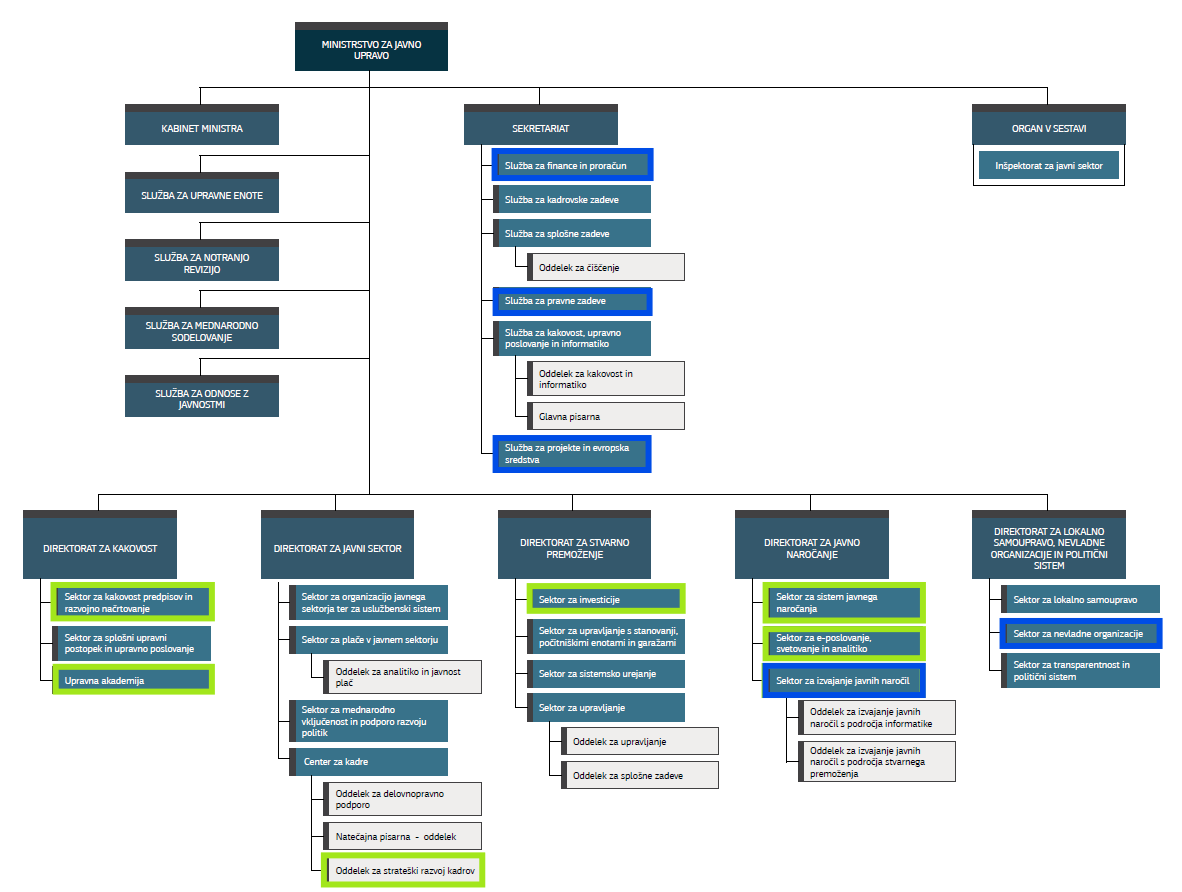 MINISTRSTVO ZA JAVNO
UPRAVO
KABINET MINISTRA
SLUŽBA ZA UPRAVNE ENOTE
SLUŽBA ZA NOTRANJO
REVIZIJO
SLUŽBA ZA MEDNARODNO
SODELOVANJE
SLUŽBA ZA ODNOSE Z
JAVNOSTMI
SEKRETARIAT
Služba za finance in proračun
Služba za kadrovske zadeve
Služba za splošne zadeve
Oddelek za čiščenje
Služba za pravne zadeve
Služba za kakovost, upravno
poslovanje in informatiko
Oddelek za kakovost in
informatiko
Glavna pisarna
Služba za projekte in evropska
sredstva
ORGAN V SESTAVI
Inšpektorat za javni sektor
DIREKTORAT ZA KAKOVOST
Sektor za kakovost predpisov in
razvojno načrtovanje
Sektor za splošni upravni
postopek in upravno poslovanje
Upravna akademija
DIREKTORAT ZA JAVNI SEKTOR
Sektor za organizacijo javnega
sektorja ter za uslužbenski sistem
Sektor za plače v javnem sektorju
Oddelek za analitiko in javnost
plač
Sektor za mednarodno
vključenost in podporo razvoju
politik
Center za kadre
Oddelek za delovnopravno
podporo
Natečajna pisarna - oddelek
Oddelek za strateški razvoj kadrov
DIREKTORAT ZA STVARNO
PREMOŽENJE
Sektor za investicije
Sektor za upravljanje s stanovanji,
počitniškimi enotami in garažami
Sektor za sistemsko urejanje
Sektor za upravljanje
Oddelek za upravljanje
Oddelek za splošne zadeve
DIREKTORAT ZA JAVNO
NAROČANJE
Sektor za sistem javnega
naročanja
Sektor za e-poslovanje,
svetovanje in analitiko
Sektor za izvajanje javnih naročil
Oddelek za izvajanje javnih
naročil s področja informatike
Oddelek za izvajanje javnih
naročil s področja stvarnega
premoženja
DIREKTORAT ZA LOKALNO
SAMOUPRAVO, NEVLADNE
ORGANIZACIJE IN POLITIČNI
SISTEM
Sektor za lokalno samoupravo
Sektor za nevladne organizacije
Sektor za transparentnost in
politični sistem